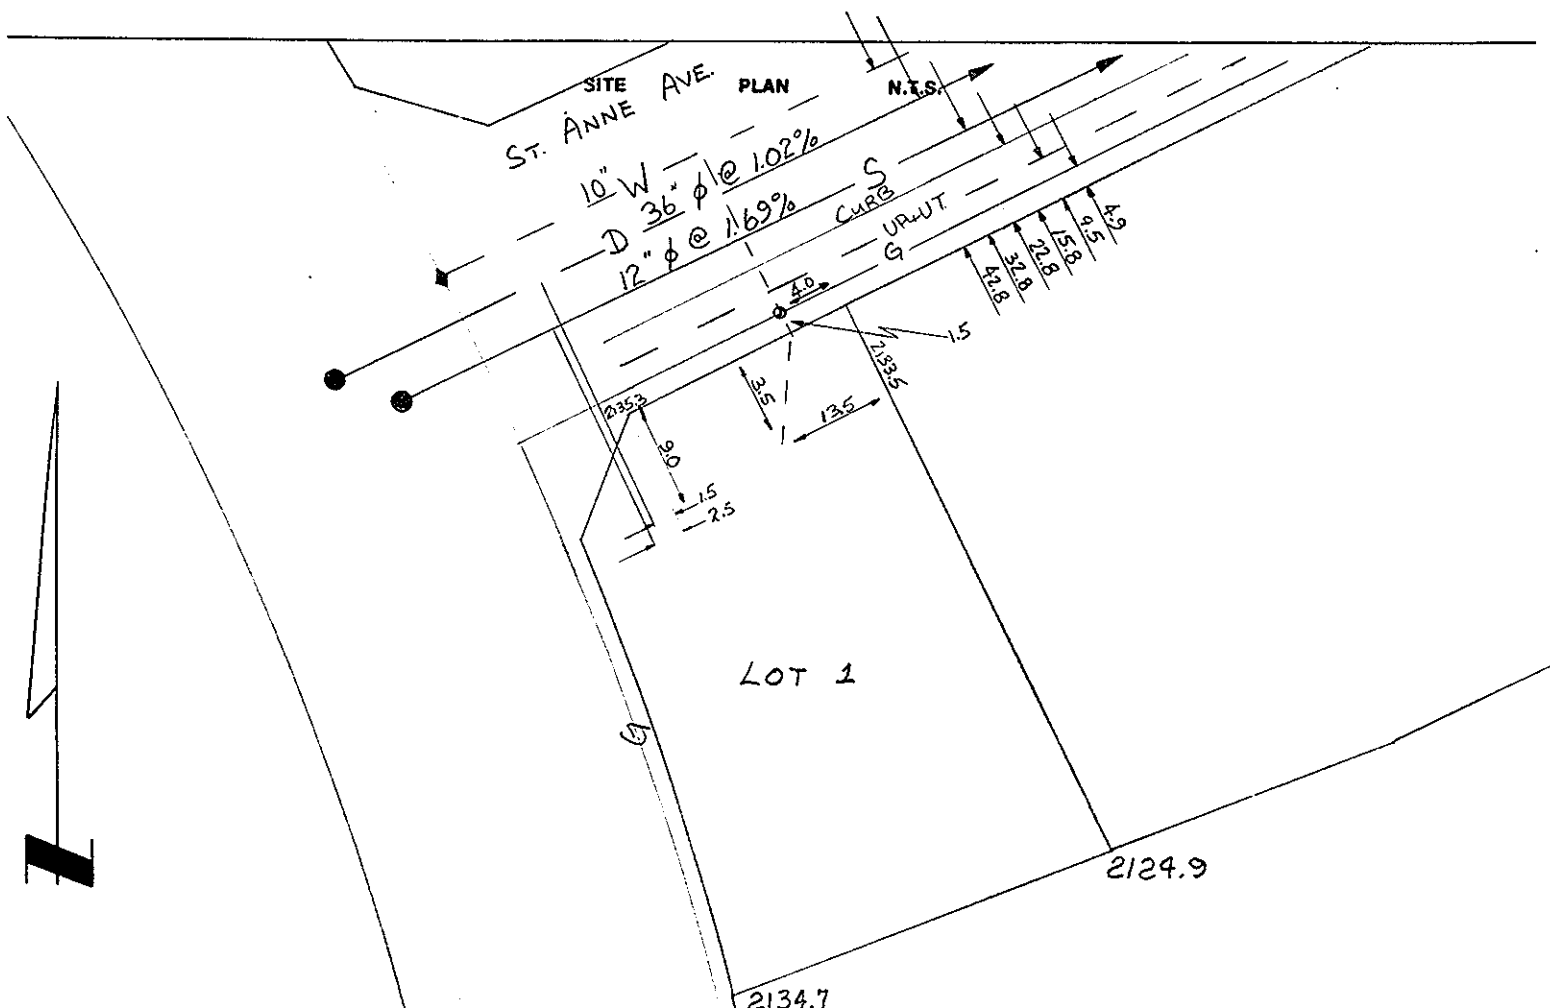 SITE PLAN N.T.S.
ST. ANNE AVE.
10" W
D 36" ϕ @ 1.02%
S
12" ϕ @ 1.69%
CURB
UP+UT
G
4.9
9.5
15.8
22.8
32.8
42.8
4.0
1.5
2133.5
3.5
13.5
2135.3
9.0
1.5
2.5
LOT 1
G
2124.9
2134.7